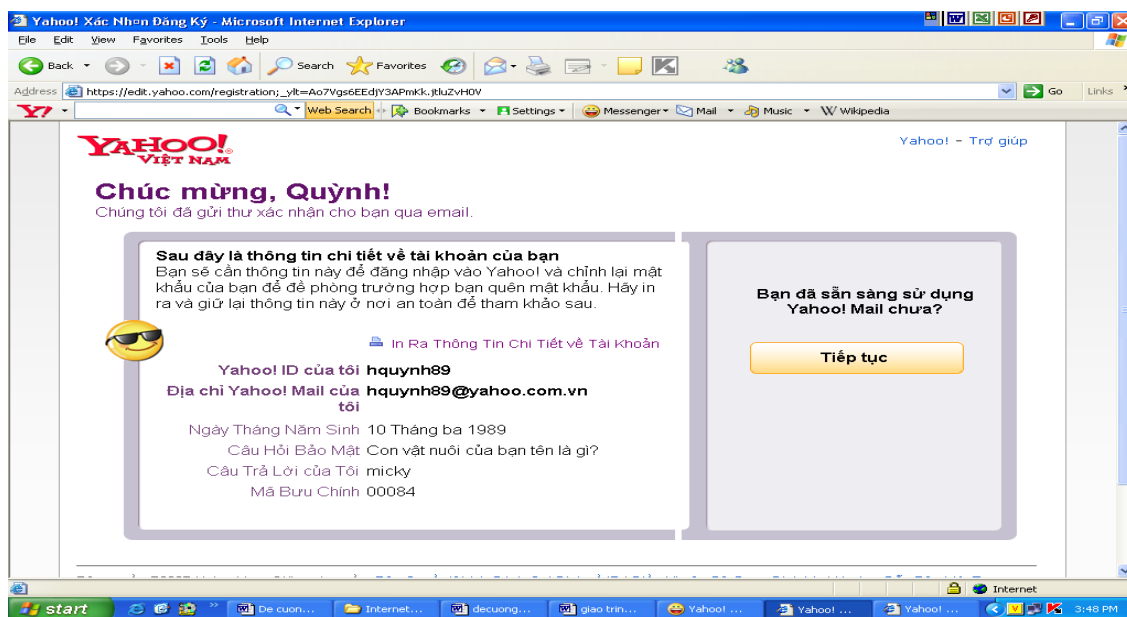 Yahoo! Xác Nh¤n Đăng Ký - Microsoft Internet Explorer
File Edit View Favorites Tools Help
Back Search Favorites
Address https://edit.yahoo.com/registration;_ylt=Ao7Vgs6EEdjY3APmKk.jtluZvH0V Go Links
Y! Web Search Bookmarks Settings Messenger Mail Music W Wikipedia
YAHOO! VIỆT NAM
Yahoo! - Trợ giúp
Chúc mừng, Quỳnh!
Chúng tôi đã gửi thư xác nhận cho bạn qua email.
Sau đây là thông tin chi tiết về tài khoản của bạn
Bạn sẽ cần thông tin này để đăng nhập vào Yahoo! và chỉnh lại mật
khẩu của bạn để đề phòng trường hợp bạn quên mật khẩu. Hãy in
ra và giữ lại thông tin này ở nơi an toàn để tham khảo sau.
In Ra Thông Tin Chi Tiết về Tài Khoản
Yahoo! ID của tôi hquynh89
Địa chỉ Yahoo! Mail của tôi hquynh89@yahoo.com.vn
Ngày Tháng Năm Sinh 10 Tháng ba 1989
Câu Hỏi Bảo Mật Con vật nuôi của bạn tên là gì?
Câu Trả Lời của Tôi micky
Mã Bưu Chính 00084
Bạn đã sẵn sàng sử dụng
Yahoo! Mail chưa?
Tiếp tục
Internet
start De cuon... Internet... decuong... giao trin... Yahoo! ... Yahoo! ... Yahoo! ... 3:48 PM